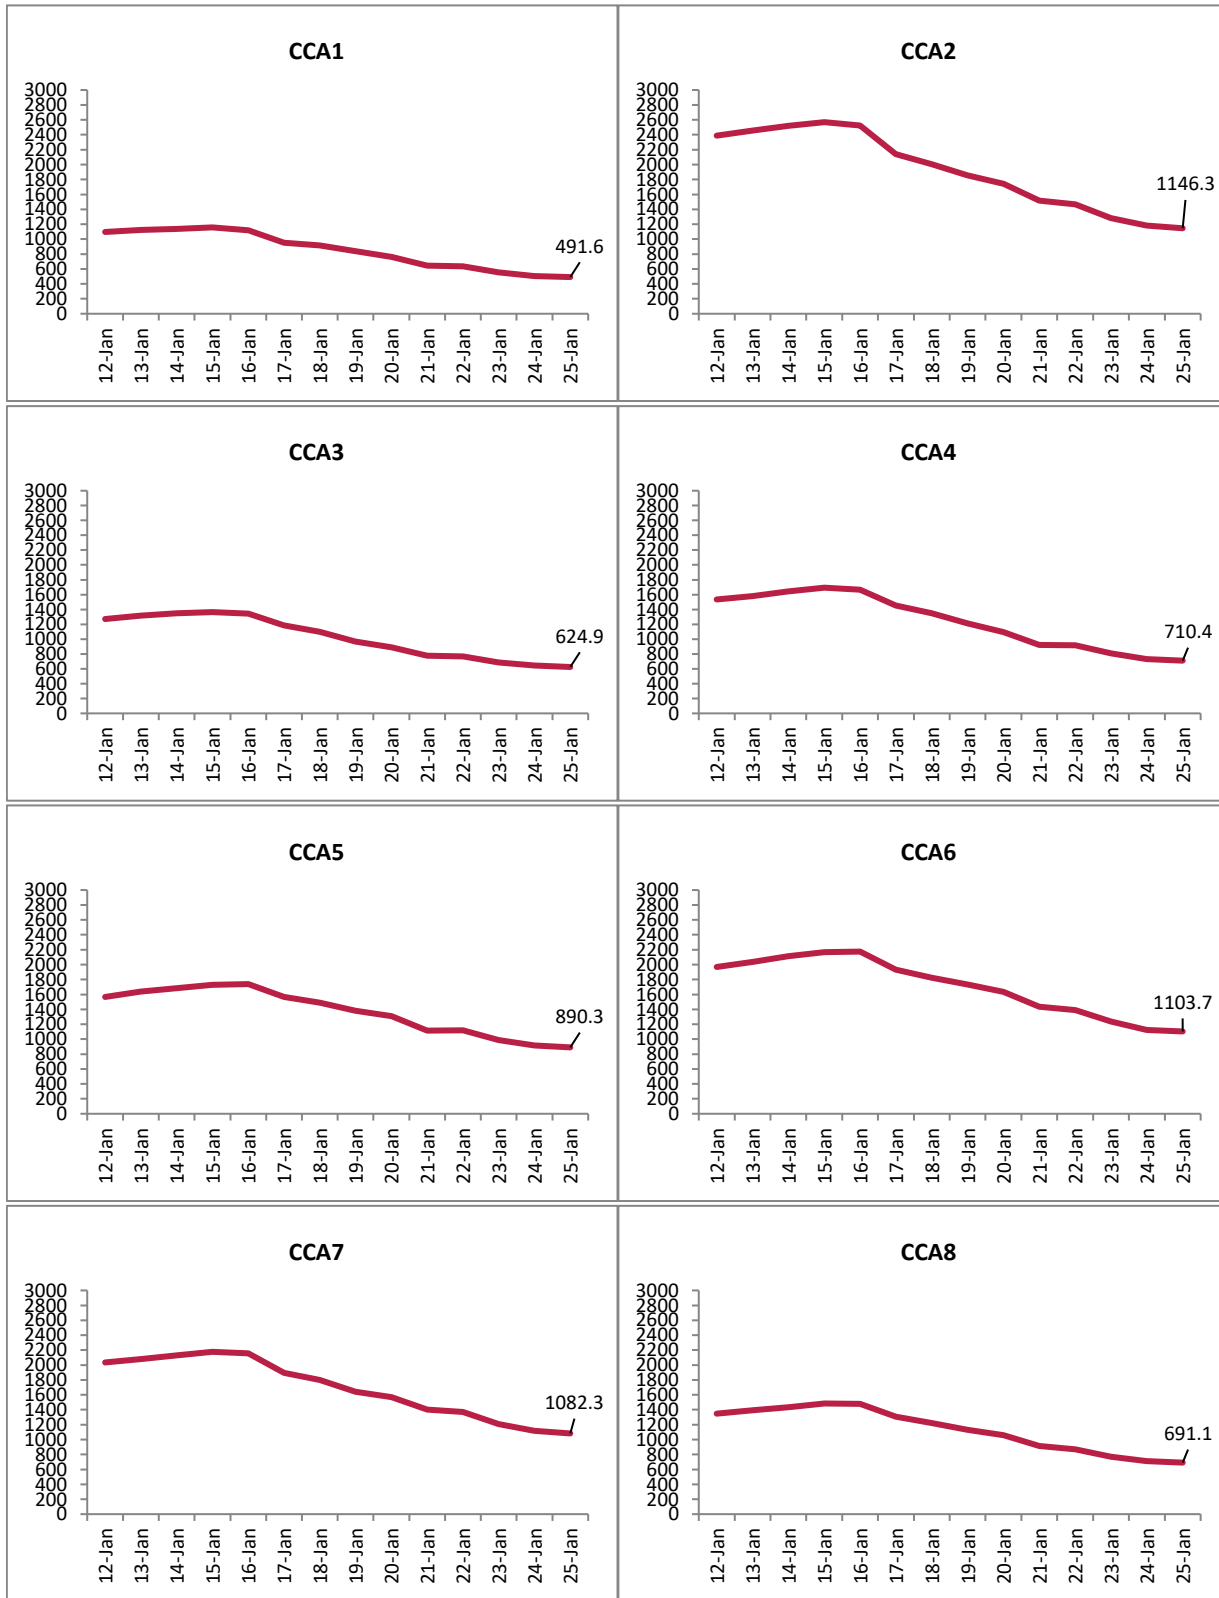 CCA1
3000
2800
2600
2400
2200
2000
1800
1600
1400
1200
1000
800
600
400
200
0
491.6
12-Jan
13-Jan
14-Jan
15-Jan
16-Jan
17-Jan
18-Jan
19-Jan
20-Jan
21-Jan
22-Jan
23-Jan
24-Jan
25-Jan
CCA2
3000
2800
2600
2400
2200
2000
1800
1600
1400
1200
1000
800
600
400
200
0
1146.3
12-Jan
13-Jan
14-Jan
15-Jan
16-Jan
17-Jan
18-Jan
19-Jan
20-Jan
21-Jan
22-Jan
23-Jan
24-Jan
25-Jan
CCA3
3000
2800
2600
2400
2200
2000
1800
1600
1400
1200
1000
800
600
400
200
0
624.9
12-Jan
13-Jan
14-Jan
15-Jan
16-Jan
17-Jan
18-Jan
19-Jan
20-Jan
21-Jan
22-Jan
23-Jan
24-Jan
25-Jan
CCA4
3000
2800
2600
2400
2200
2000
1800
1600
1400
1200
1000
800
600
400
200
0
710.4
12-Jan
13-Jan
14-Jan
15-Jan
16-Jan
17-Jan
18-Jan
19-Jan
20-Jan
21-Jan
22-Jan
23-Jan
24-Jan
25-Jan
CCA5
3000
2800
2600
2400
2200
2000
1800
1600
1400
1200
1000
800
600
400
200
0
890.3
12-Jan
13-Jan
14-Jan
15-Jan
16-Jan
17-Jan
18-Jan
19-Jan
20-Jan
21-Jan
22-Jan
23-Jan
24-Jan
25-Jan
CCA6
3000
2800
2600
2400
2200
2000
1800
1600
1400
1200
1000
800
600
400
200
0
1103.7
12-Jan
13-Jan
14-Jan
15-Jan
16-Jan
17-Jan
18-Jan
19-Jan
20-Jan
21-Jan
22-Jan
23-Jan
24-Jan
25-Jan
CCA7
3000
2800
2600
2400
2200
2000
1800
1600
1400
1200
1000
800
600
400
200
0
1082.3
12-Jan
13-Jan
14-Jan
15-Jan
16-Jan
17-Jan
18-Jan
19-Jan
20-Jan
21-Jan
22-Jan
23-Jan
24-Jan
25-Jan
CCA8
3000
2800
2600
2400
2200
2000
1800
1600
1400
1200
1000
800
600
400
200
0
691.1
12-Jan
13-Jan
14-Jan
15-Jan
16-Jan
17-Jan
18-Jan
19-Jan
20-Jan
21-Jan
22-Jan
23-Jan
24-Jan
25-Jan